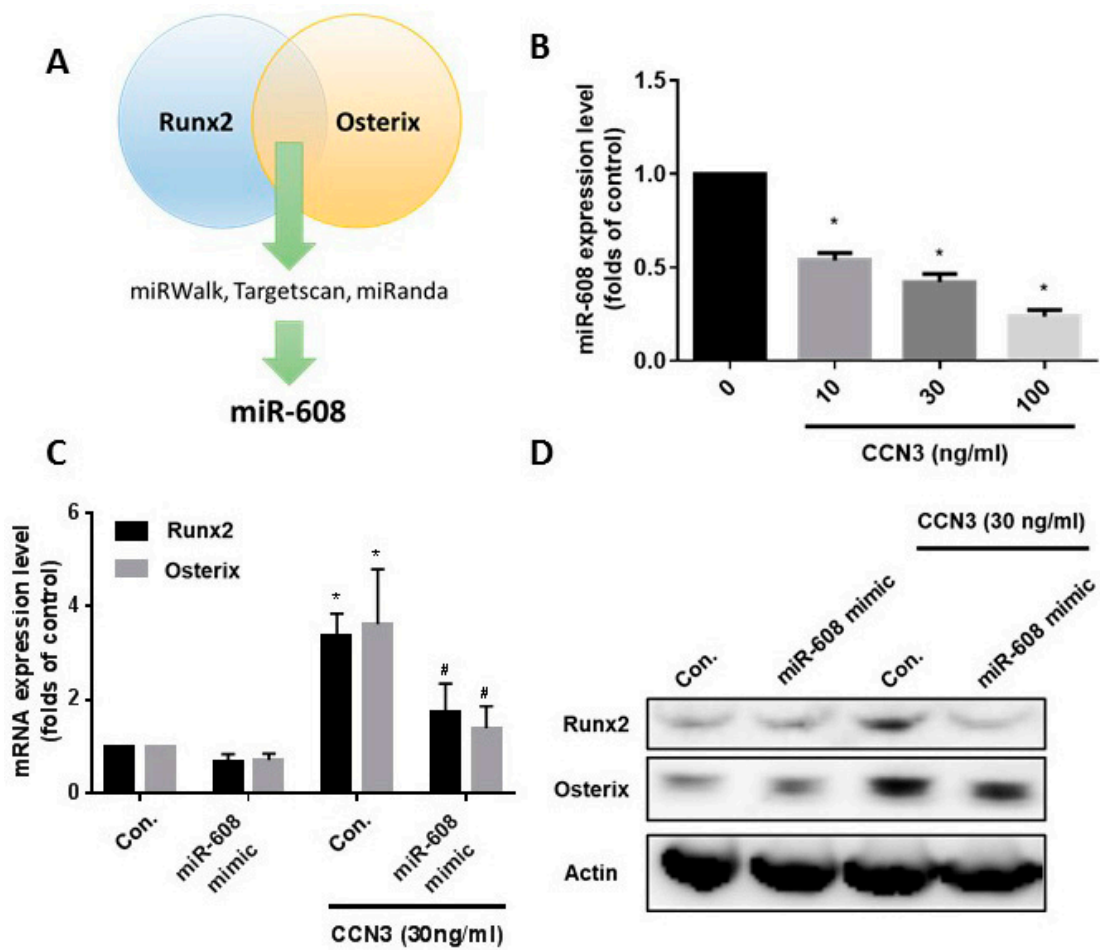 A
Runx2
Osterix
miRWalk, Targetscan, miRanda
miR-608
B
miR-608 expression level
(folds of control)
1.5
1.0
0.5
0.0
*
*
*
0
10
30
100
CCN3 (ng/ml)
C
mRNA expression level
(folds of control)
6
4
2
0
Runx2
Osterix
*
*
#
#
Con.
miR-608
mimic
Con.
miR-608
mimic
CCN3 (30ng/ml)
D
CCN3 (30 ng/ml)
Con.
miR-608 mimic
Con.
miR-608 mimic
Runx2
Osterix
Actin